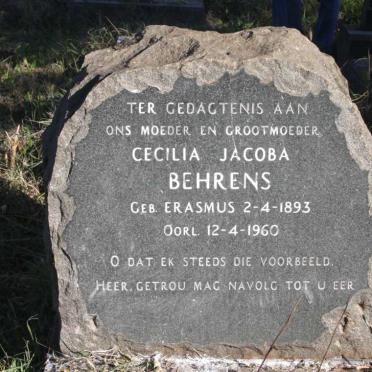 TER GEDAGTENIS AAN
ONS MOEDER EN GROOTMOEDER
CECILIA JACOBA
BEHRENS
GEB. ERASMUS 2-4-1893
OORL. 12-4-1960
O DAT EK STEEDS DIE VOORBEELD.
HEER, GETROU MAG NAVOLG TOT U EER